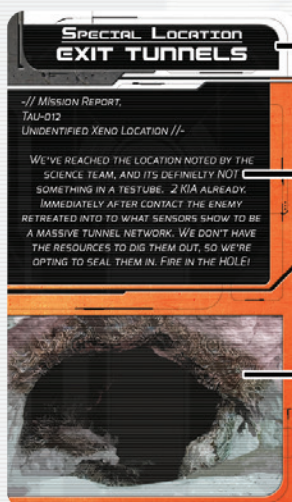 Special Location
EXIT TUNNELS
-// Mission Report,
Tau-012
Unidentified Xeno Location //-
We've reached the location noted by the
science team, and its definielty NOT
something in a testube. 2 KIA already.
Immediately after contact the enemy
retreated into to what sensors show to be
a massive tunnel network. We don't have
the resources to dig them out, so we're
opting to seal them in. Fire in the HOLE!